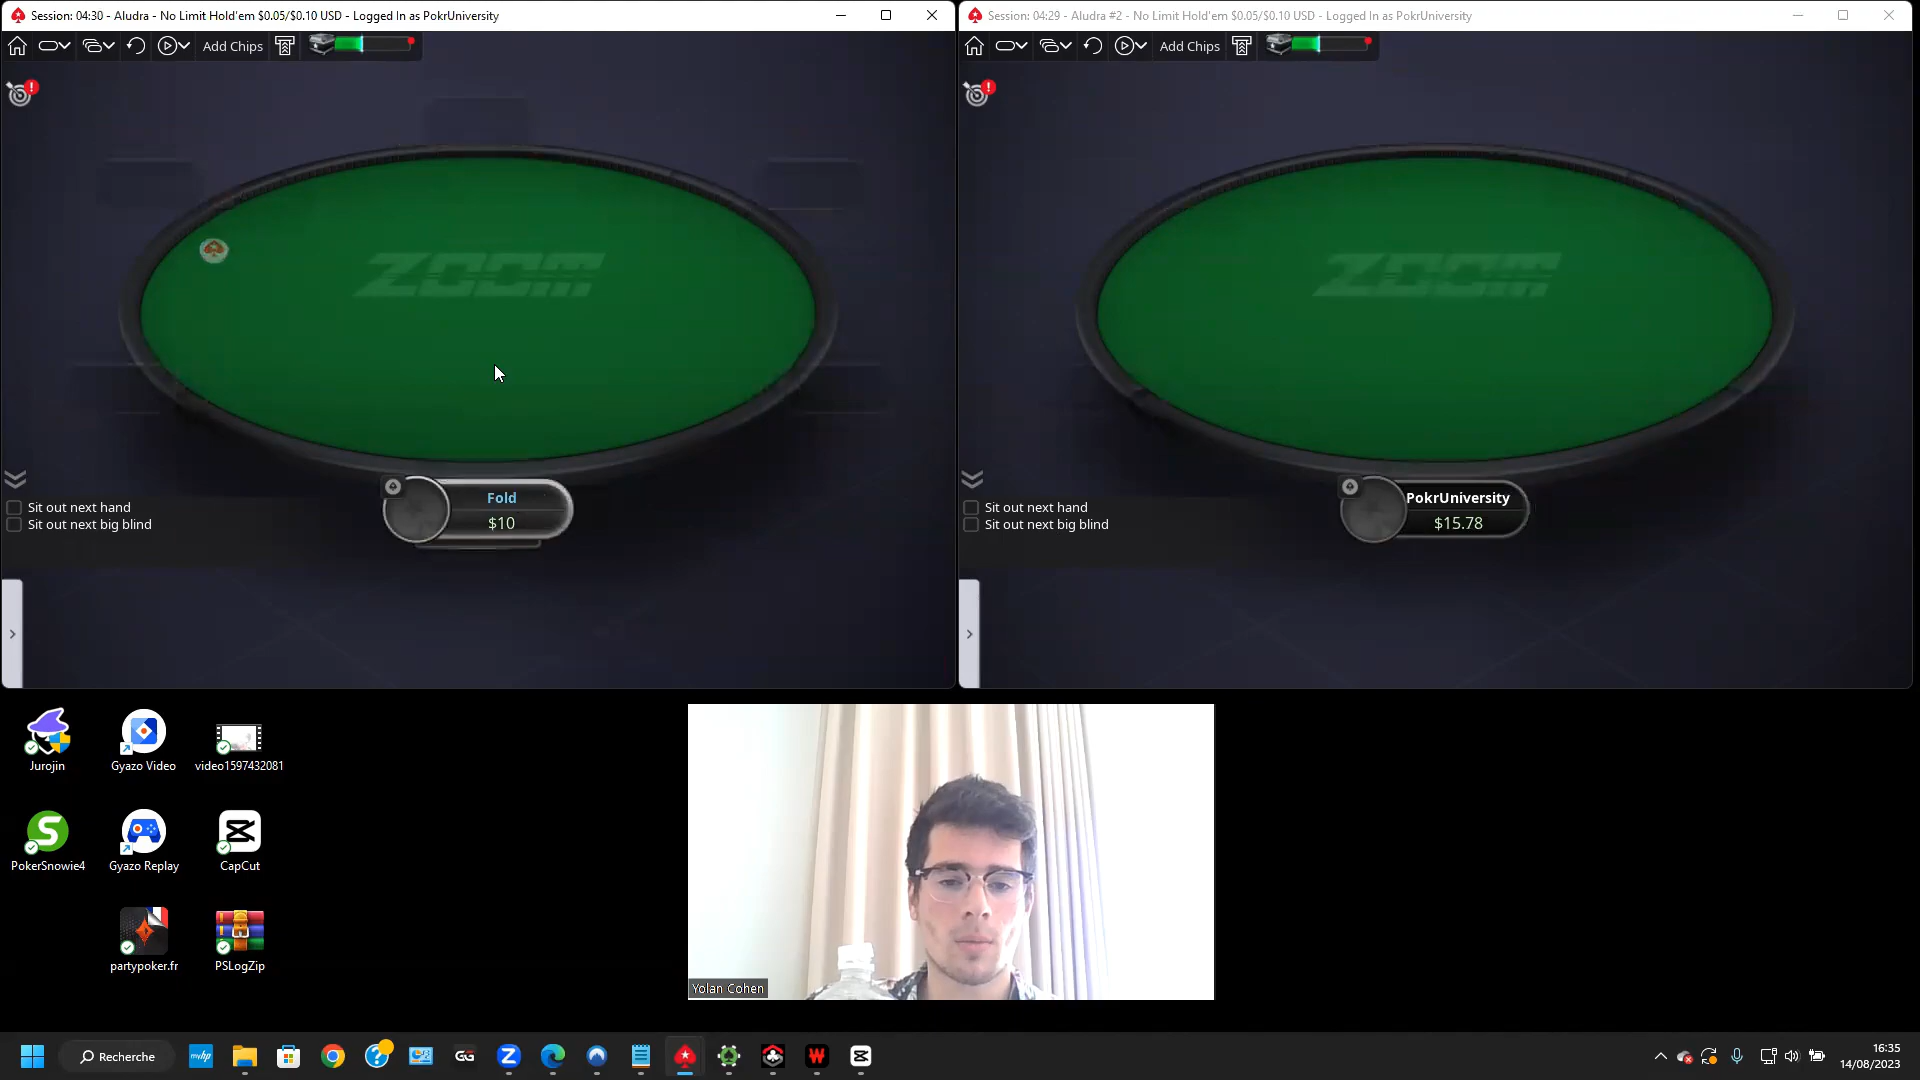 Session: 04:30 - Aludra - No Limit Hold'em $0.05/$0.10 USD - Logged In as PokrUniversity
Session: 04:29 - Aludra #2 - No Limit Hold'em $0.05/$0.10 USD - Logged In as PokrUniversity
Add Chips
Add Chips
!
!
ZOOM
ZOOM
Fold
$10
PokrUniversity
$15.78
Sit out next hand
Sit out next big blind
Sit out next hand
Sit out next big blind
Jurojin
Gyazo Video
video1597432081
PokerSnowie4
Gyazo Replay
CapCut
partypoker.fr
PSLogZip
Yolan Cohen
Recherche
myhp
GG
16:35
14/08/2023